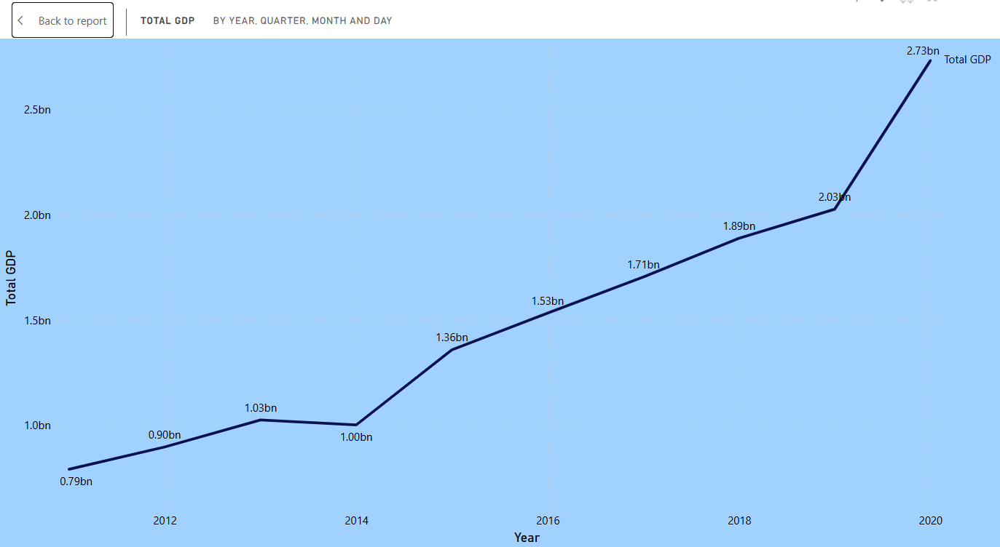 Back to report
TOTAL GDP
BY YEAR, QUARTER, MONTH AND DAY
2.73bn
Total GDP
2.5bn
2.03bn
2.0bn
1.89bn
1.71bn
Total GDP
1.53bn
1.5bn
1.36bn
1.03bn
1.0bn
0.90bn
1.00bn
0.79bn
2012
2014
2016
2018
2020
Year